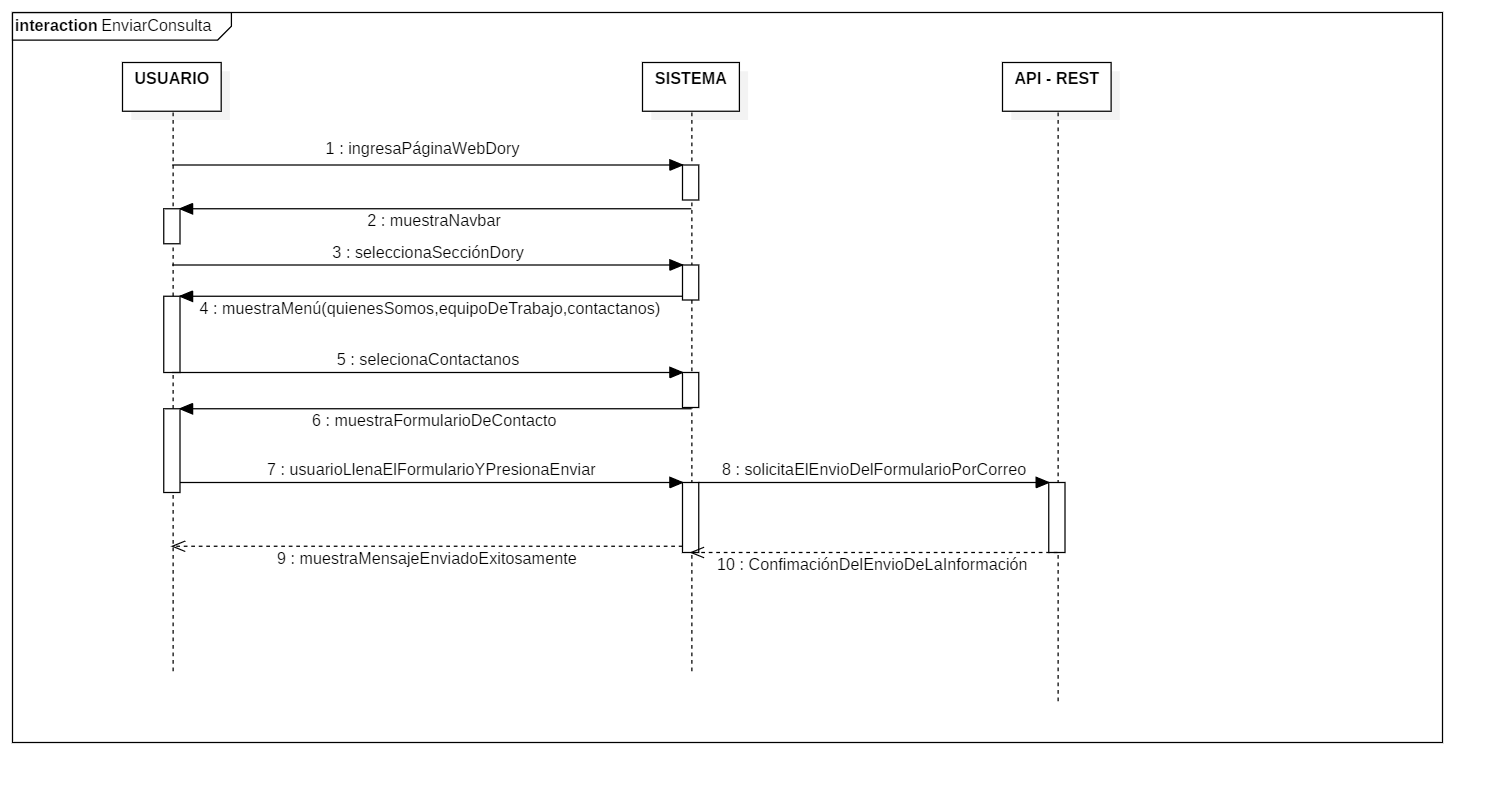 interaction EnviarConsulta
USUARIO
SISTEMA
API - REST
1 : ingresaPáginaWebDory
2 : muestraNavbar
3 : seleccionaSecciónDory
4 : muestraMenú(quienesSomos,equipoDeTrabajo,contactanos)
5 : selecionaContactanos
6 : muestraFormularioDeContacto
7 : usuarioLlenaElFormularioYPresionaEnviar
8 : solicitaElEnvioDelFormularioPorCorreo
9 : muestraMensajeEnviadoExitosamente
10 : ConfimaciónDelEnvioDeLaInformación